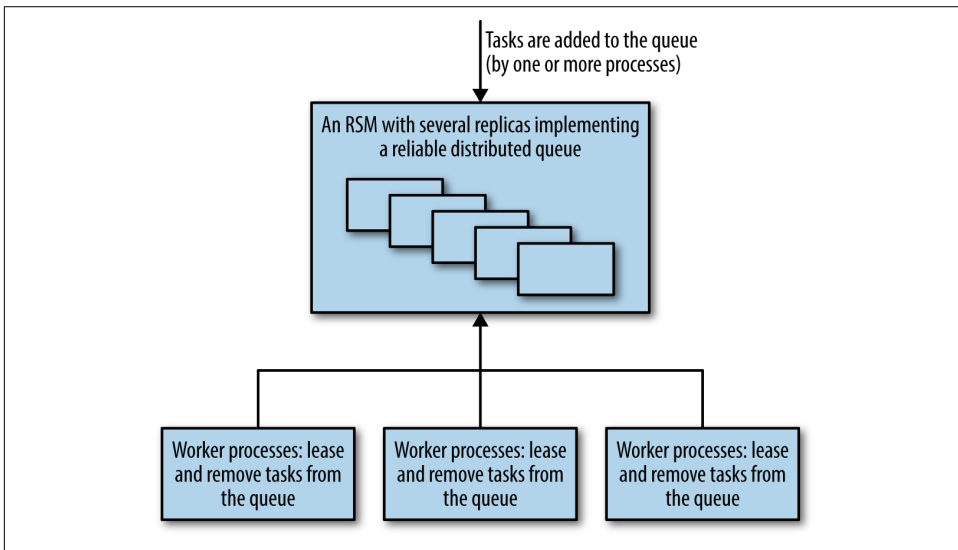 Tasks are added to the queue
(by one or more processes)
An RSM with several replicas implementing
a reliable distributed queue
Worker processes: lease
and remove tasks from
the queue
Worker processes: lease
and remove tasks from
the queue
Worker processes: lease
and remove tasks from
the queue